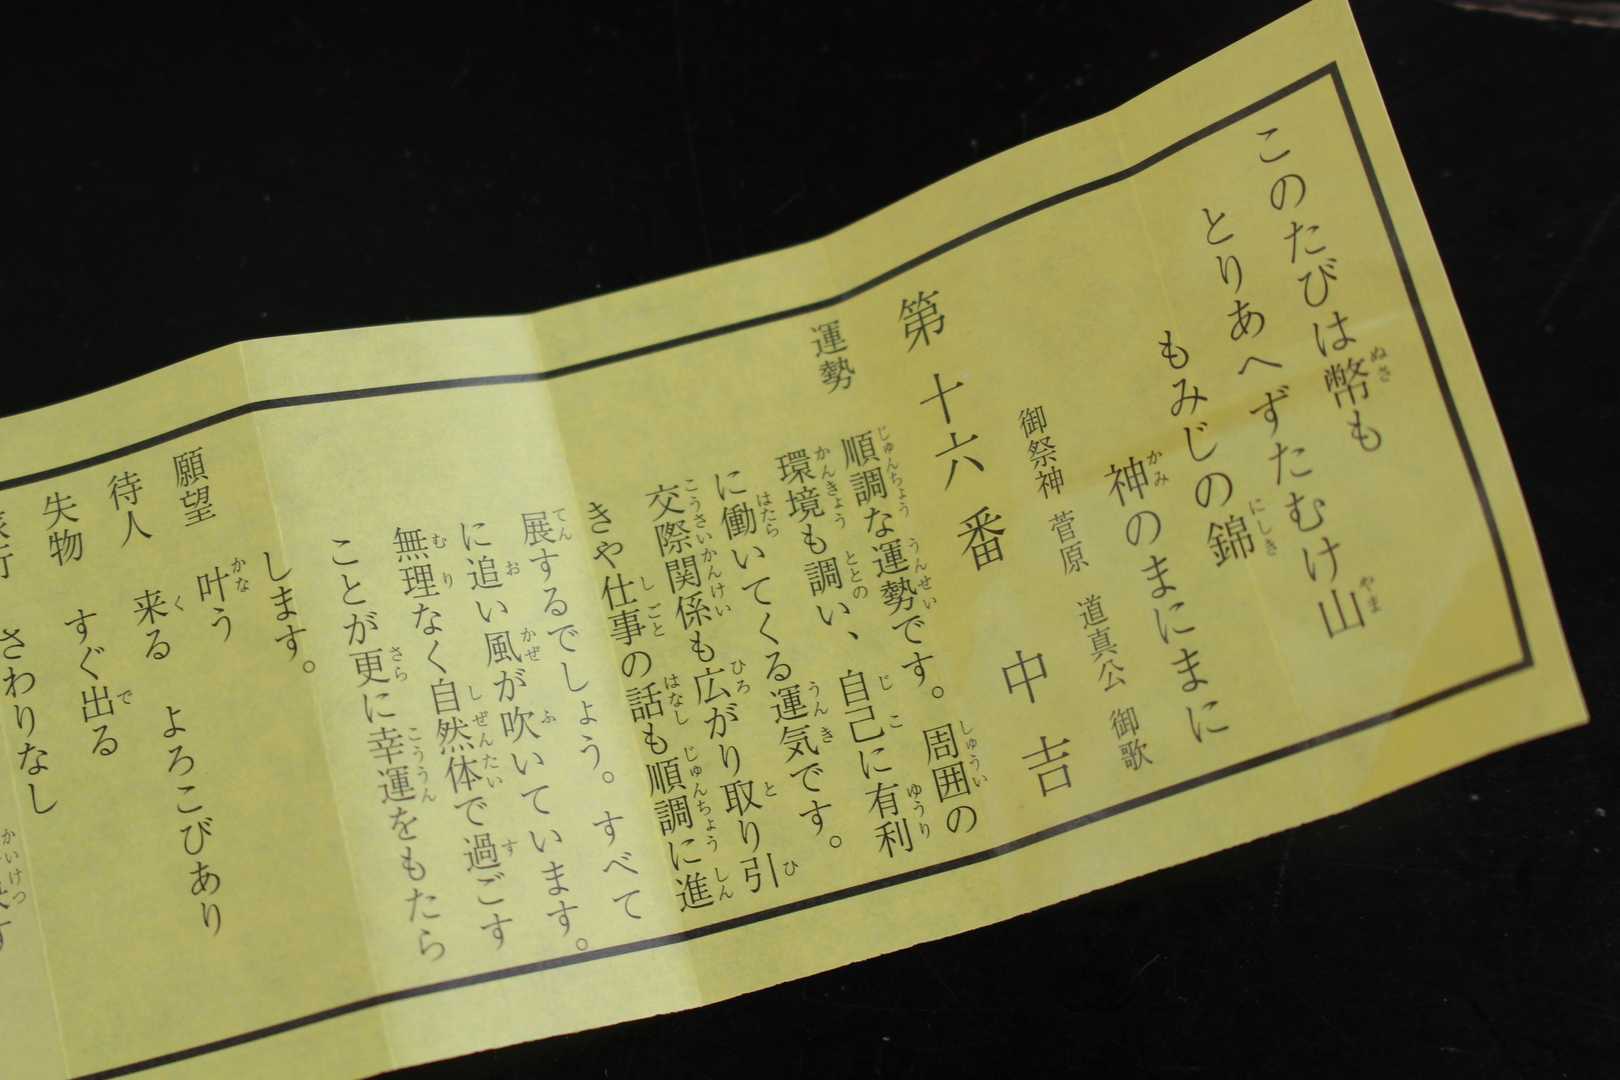 このたびは幣も
とりあへずたむけ山
もみじの錦
神のまにまに
御祭神 菅原 道真公 御歌
第十六番 中吉
運勢 順調な運勢です。周囲の
環境も調い、自己に有利
に働いてくる運気です。
交際関係も広がり取り引
きや仕事の話も順調に進
展するでしょう。すべて
に追い風が吹いています。
無理なく自然体で過ごす
ことが更に幸運をもたら
します。
願望 叶う
待人 来る よろこびあり
失物 すぐ出る
さわりなし